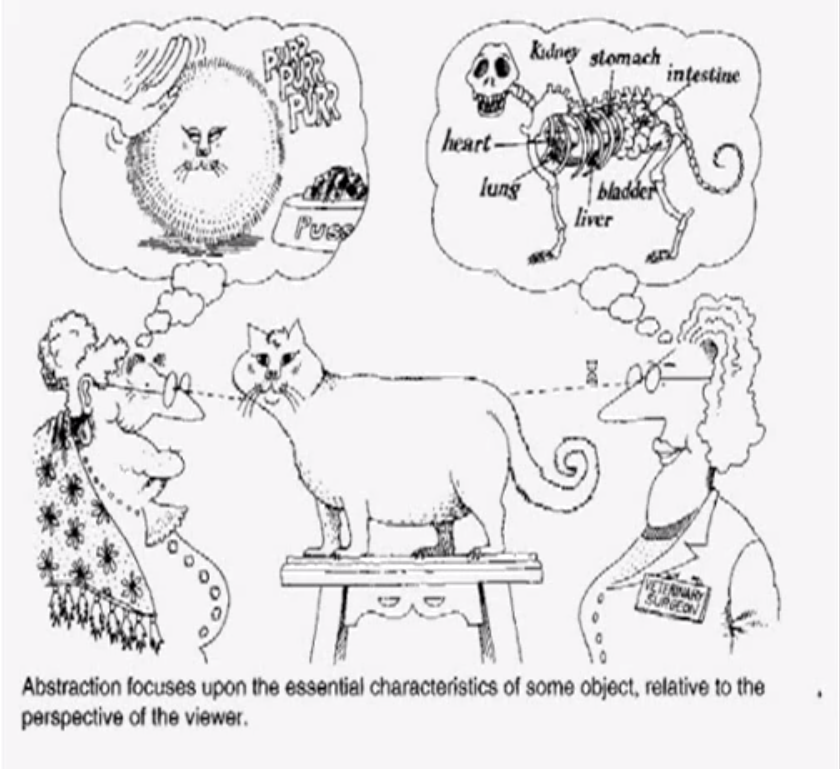 PURR
PURR
PURR
Puss
Kidney
stomach
intestine
heart
lung
bladder
liver
VETERINARY
SURGEON
Abstraction focuses upon the essential characteristics of some object, relative to the
perspective of the viewer.